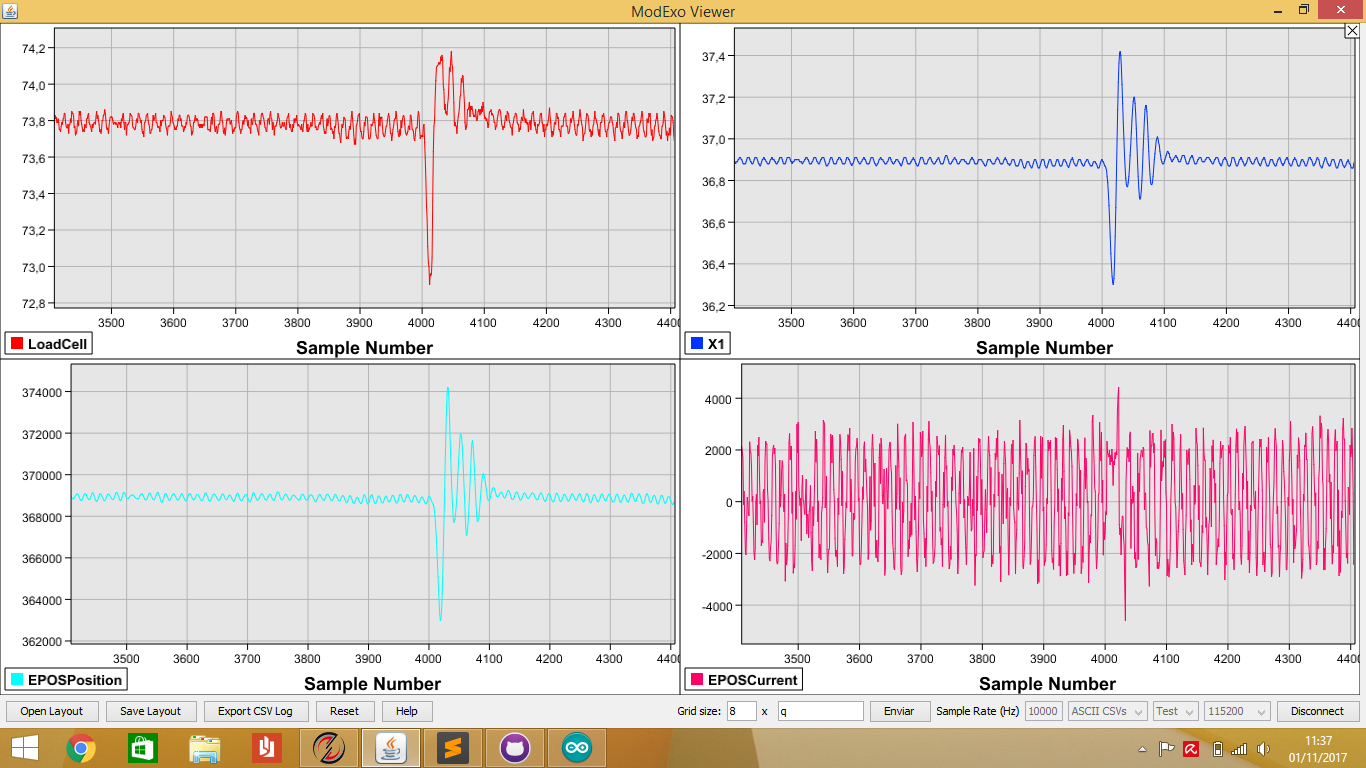 ModExo Viewer
74,2
74,0
73,8
73,6
73,4
73,2
73,0
72,8
3500 3600 3700 3800 3900 4000 4100 4200 4300 4400
LoadCell
Sample Number
37,4
37,2
37,0
36,8
36,6
36,4
36,2
3500 3600 3700 3800 3900 4000 4100 4200 4300 4400
X1
Sample Number
374000
372000
370000
368000
366000
364000
362000
3500 3600 3700 3800 3900 4000 4100 4200 4300 4400
EPOSPosition
Sample Number
4000
2000
0
-2000
-4000
3500 3600 3700 3800 3900 4000 4100 4200 4300 4400
EPOSCurrent
Sample Number
Open Layout Save Layout Export CSV Log Reset Help Grid size: 8 x q Enviar Sample Rate (Hz) 10000 ASCII CSVs Test 115200 Disconnect
11:37
01/11/2017